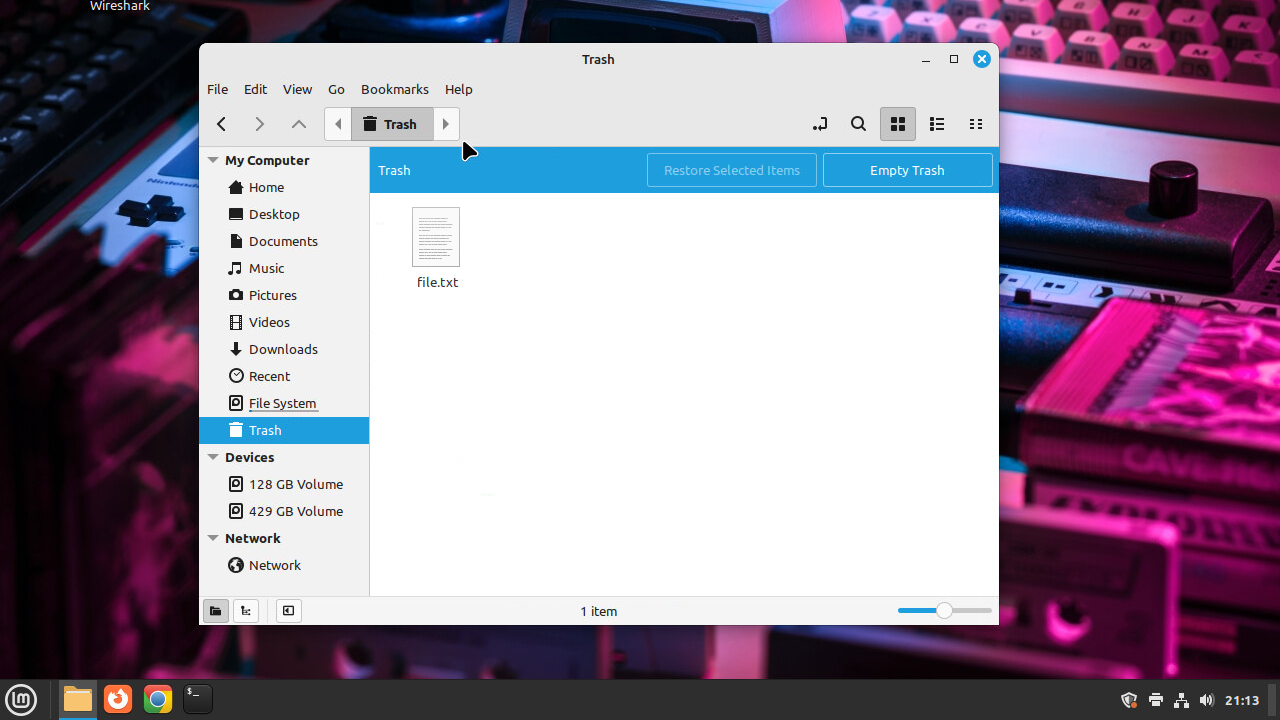 Wireshark
Trash
File Edit View Go Bookmarks Help
Trash
My Computer
Home
Desktop
Documents
Music
Pictures
Videos
Downloads
Recent
File System
Trash
Devices
128 GB Volume
429 GB Volume
Network
Network
Trash Restore Selected Items Empty Trash
file.txt
1 item
21:13